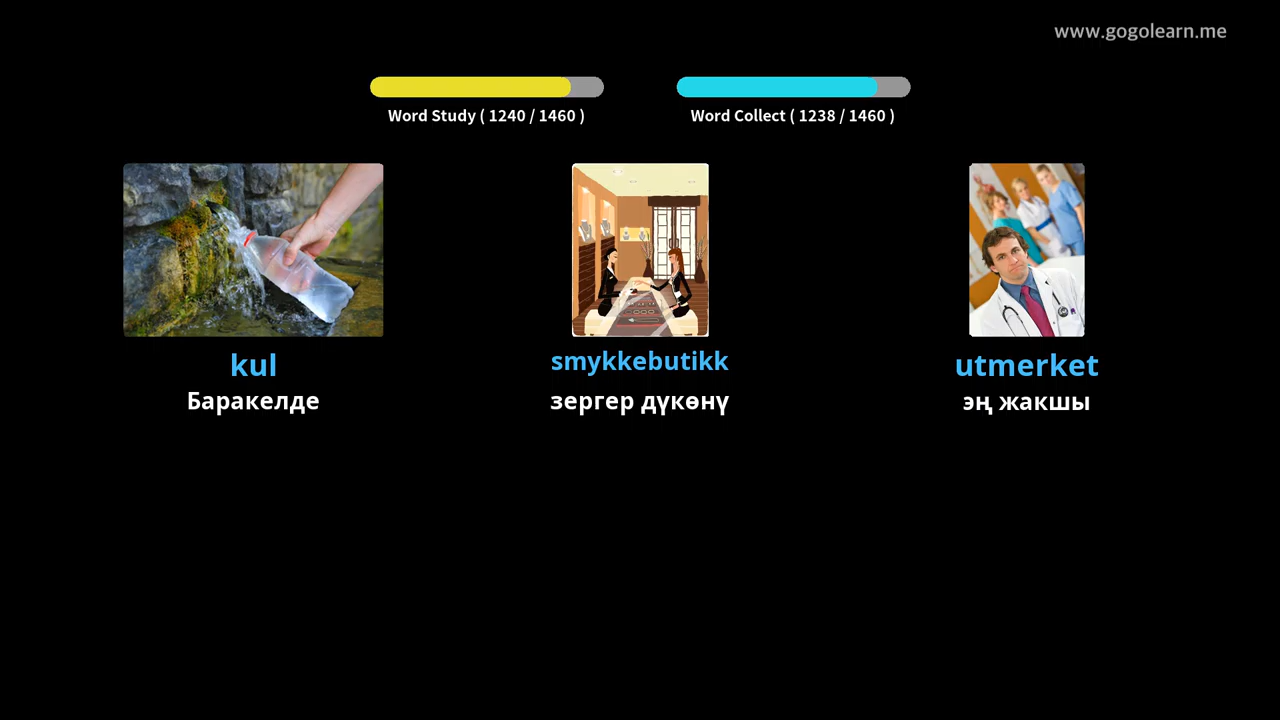 www.gogolearn.me
Word Study ( 1240 / 1460 )
Word Collect ( 1238 / 1460 )
kul
smykkebutikk
utmerket
Баракелде
зергер дүкөнү
эң жакшы